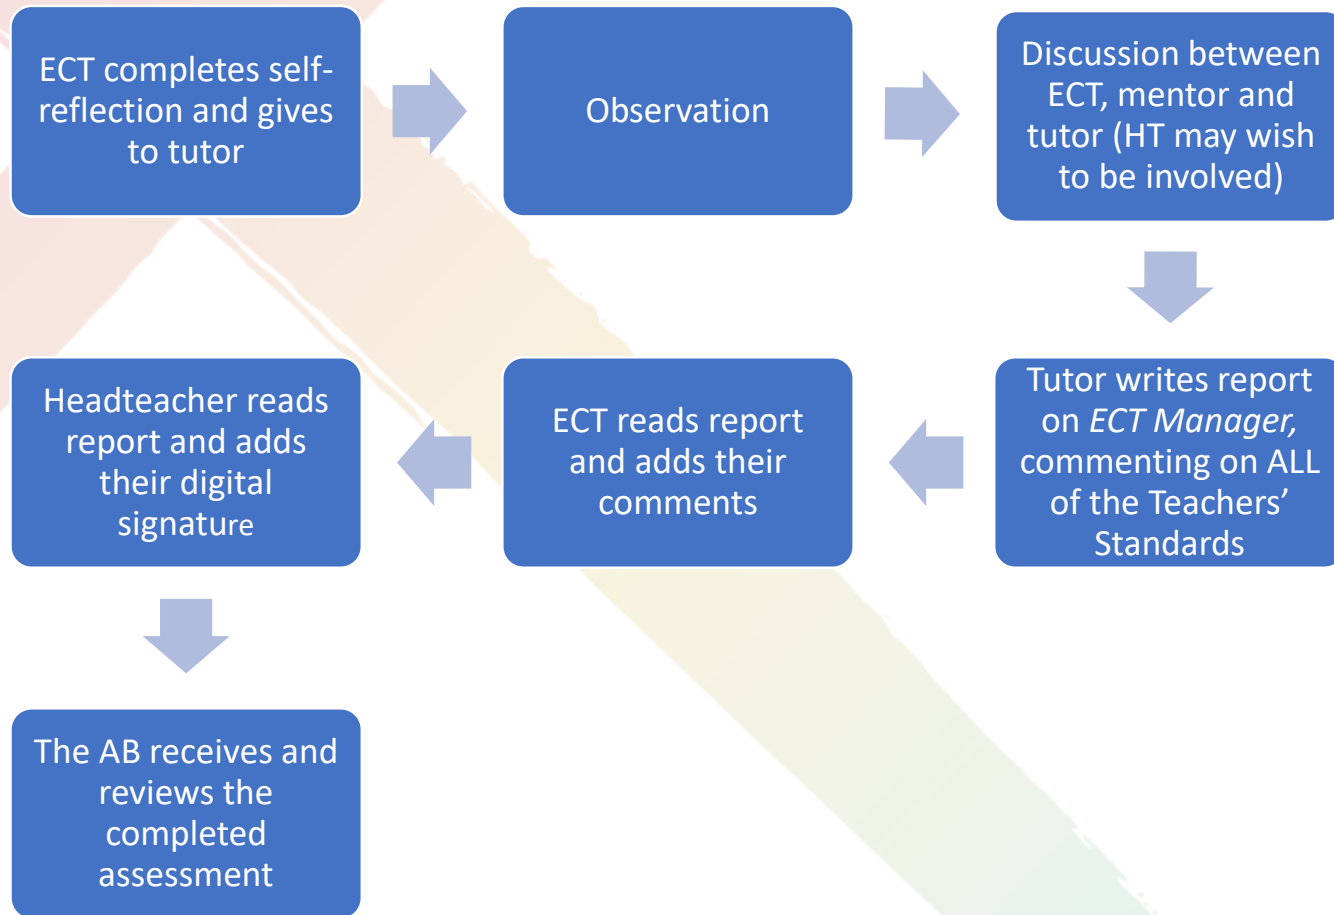 ECT completes self-
reflection and gives
to tutor
Observation
Discussion between
ECT, mentor and
tutor (HT may wish
to be involved)
Tutor writes report
on ECT Manager,
commenting on ALL
of the Teachers’
Standards
ECT reads report
and adds their
comments
Headteacher reads
report and adds
their digital
signature
The AB receives and
reviews the
completed
assessment